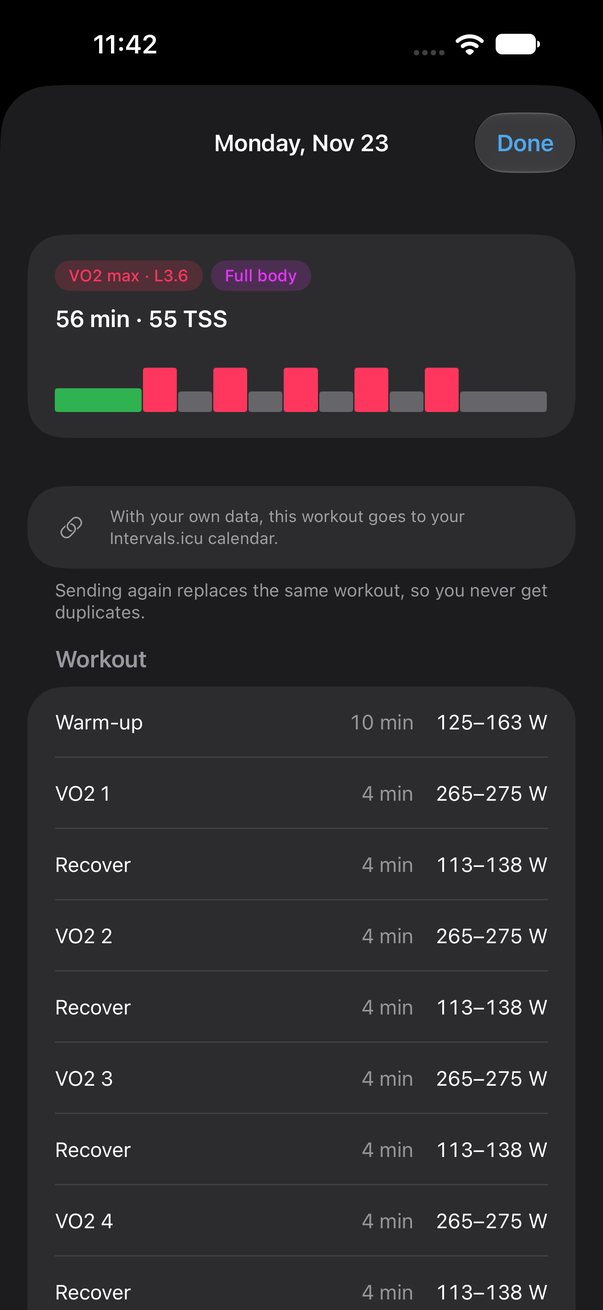 11:42
Monday, Nov 23
Done
VO2 max · L3.6
Full body
56 min · 55 TSS
With your own data, this workout goes to your
Intervals.icu calendar.
Sending again replaces the same workout, so you never get
duplicates.
Workout
Warm-up 10 min 125–163 W
VO2 1 4 min 265–275 W
Recover 4 min 113–138 W
VO2 2 4 min 265–275 W
Recover 4 min 113–138 W
VO2 3 4 min 265–275 W
Recover 4 min 113–138 W
VO2 4 4 min 265–275 W
Recover 4 min 113–138 W